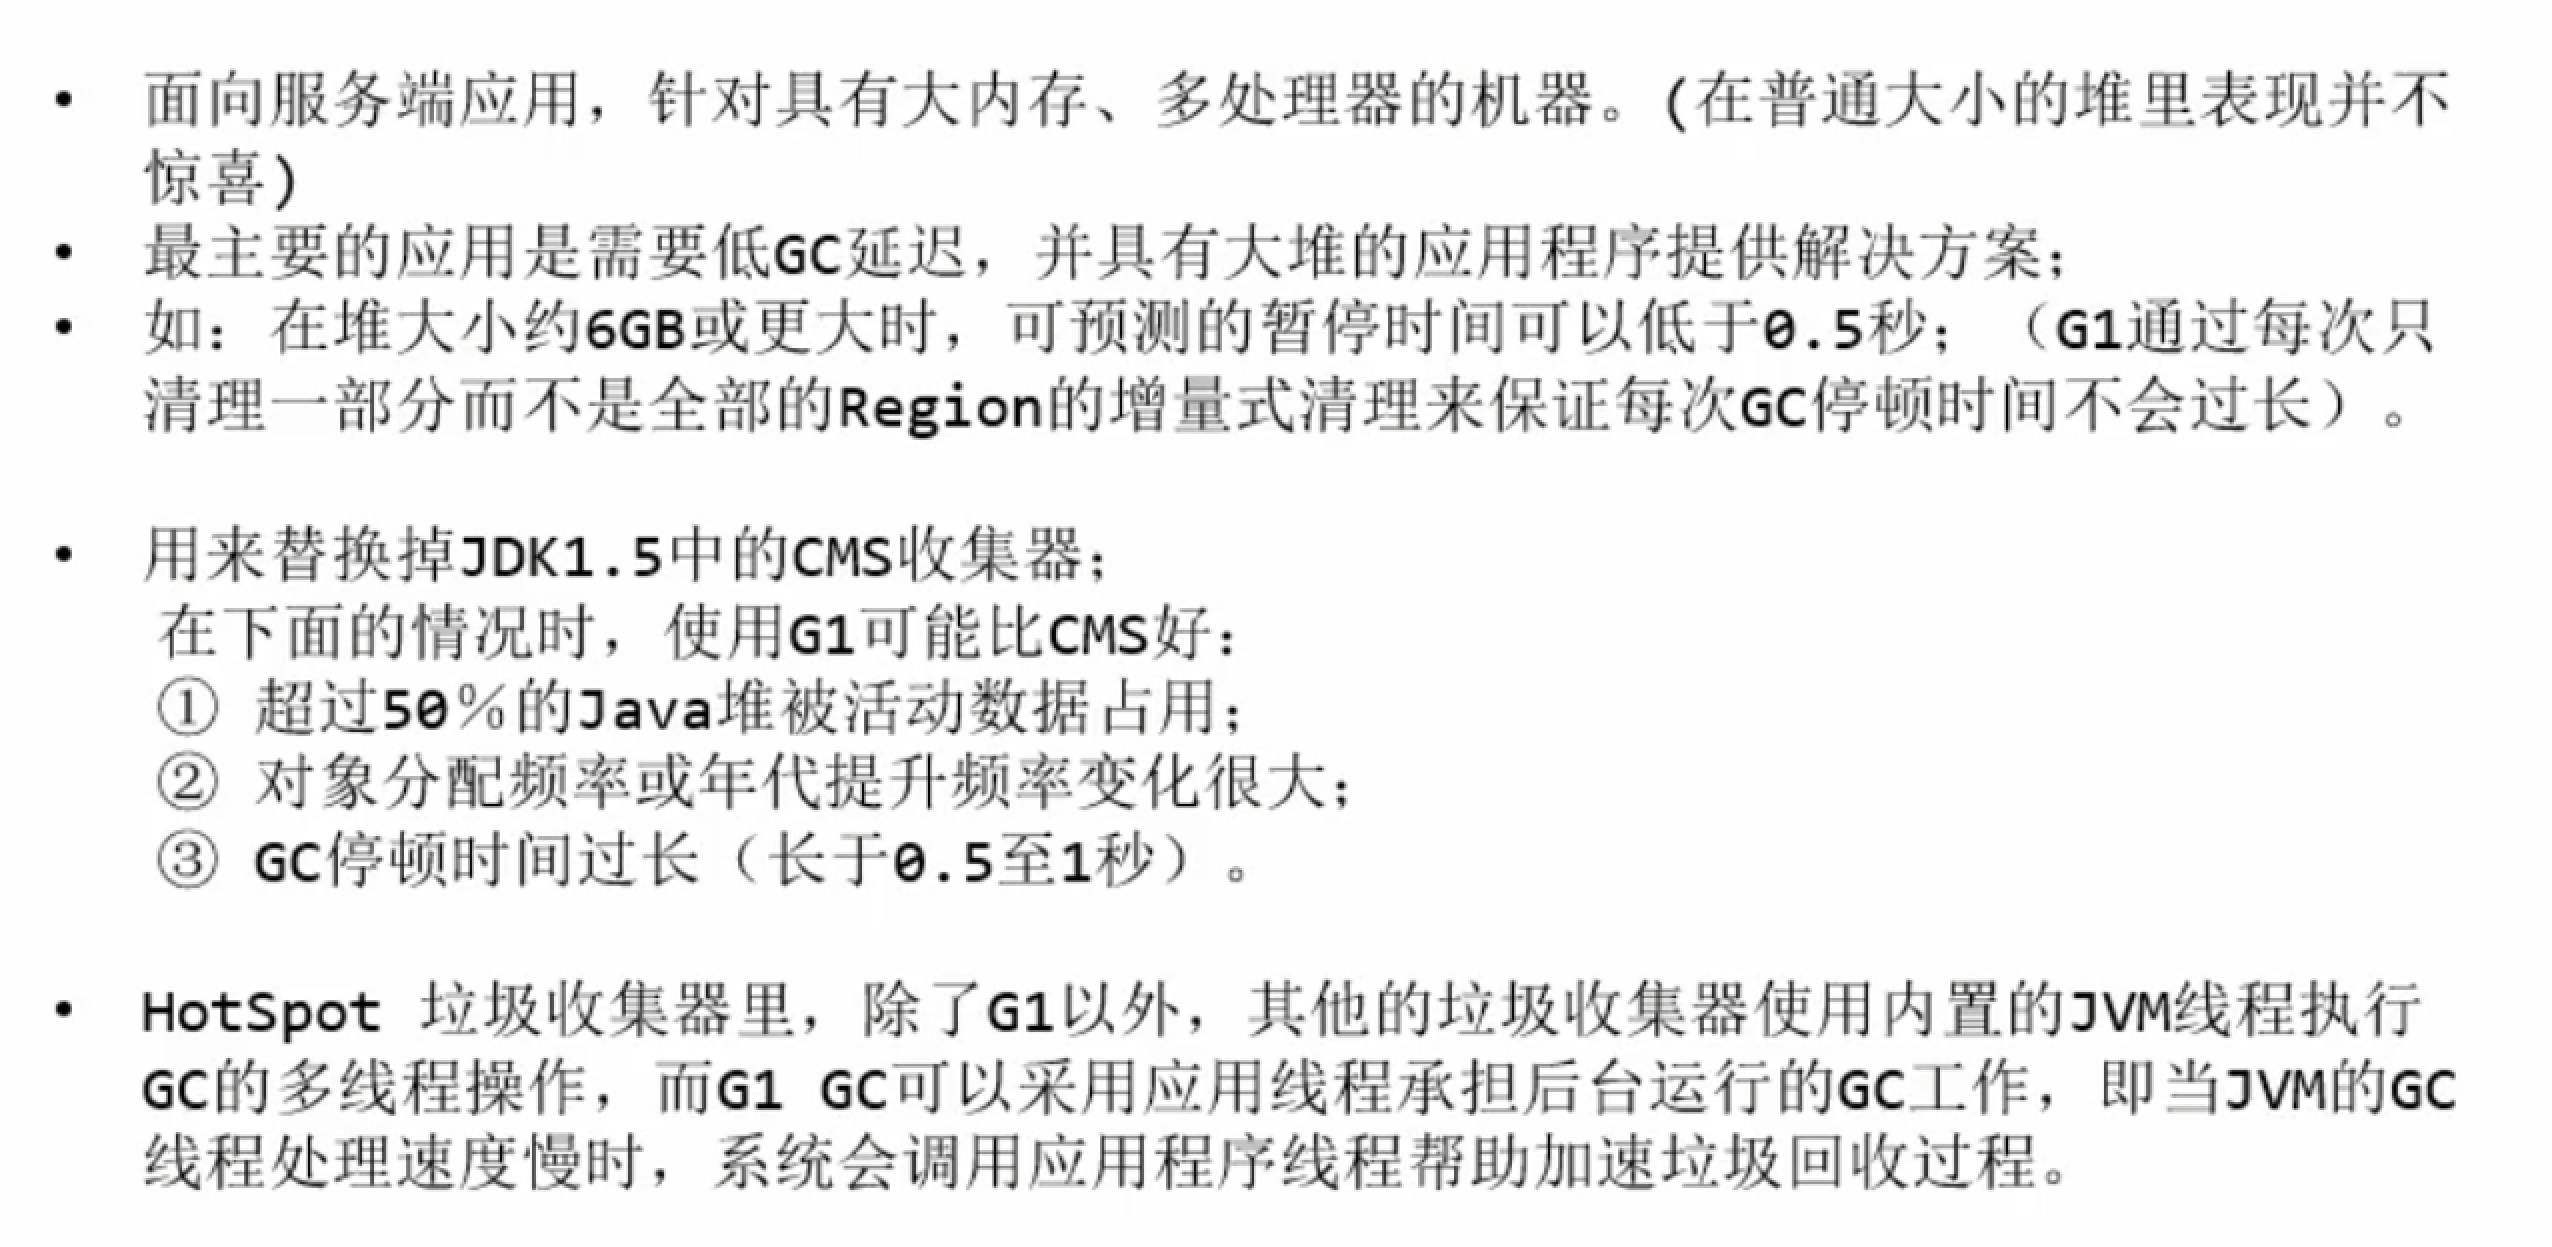 • 面向服务端应用，针对具有大内存、多处理器的机器。(在普通大小的堆里表现并不
惊喜)
• 最主要的应用是需要低GC延迟，并具有大堆的应用程序提供解决方案；
• 如：在堆大小约6GB或更大时，可预测的暂停时间可以低于0.5秒；（G1通过每次只
清理一部分而不是全部的Region的增量式清理来保证每次GC停顿时间不会过长）。
• 用来替换掉JDK1.5中的CMS收集器；
在下面的情况时，使用G1可能比CMS好：
① 超过50％的Java堆被活动数据占用；
② 对象分配频率或年代提升频率变化很大；
③ GC停顿时间过长（长于0.5至1秒）。
• HotSpot 垃圾收集器里，除了G1以外，其他的垃圾收集器使用内置的JVM线程执行
GC的多线程操作，而G1 GC可以采用应用线程承担后台运行的GC工作，即当JVM的GC
线程处理速度慢时，系统会调用应用程序线程帮助加速垃圾回收过程。